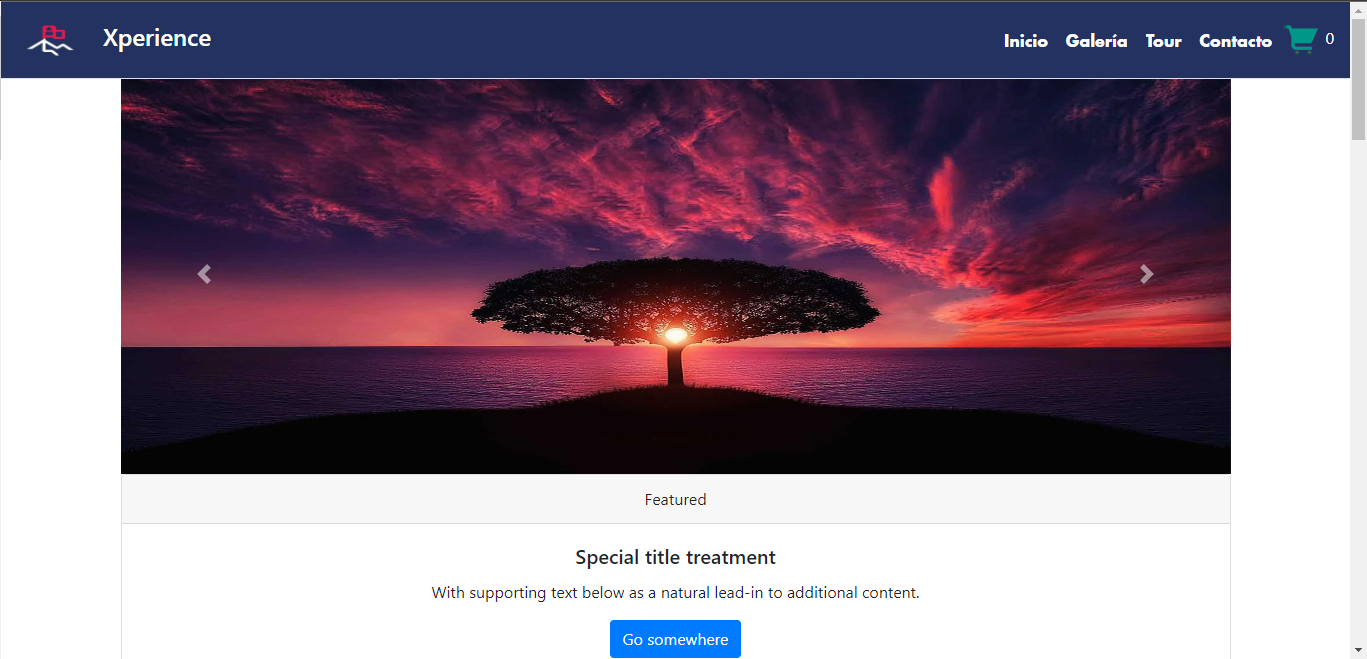 Xperience
Inicio Galería Tour Contacto 0
Featured
Special title treatment
With supporting text below as a natural lead-in to additional content.
Go somewhere